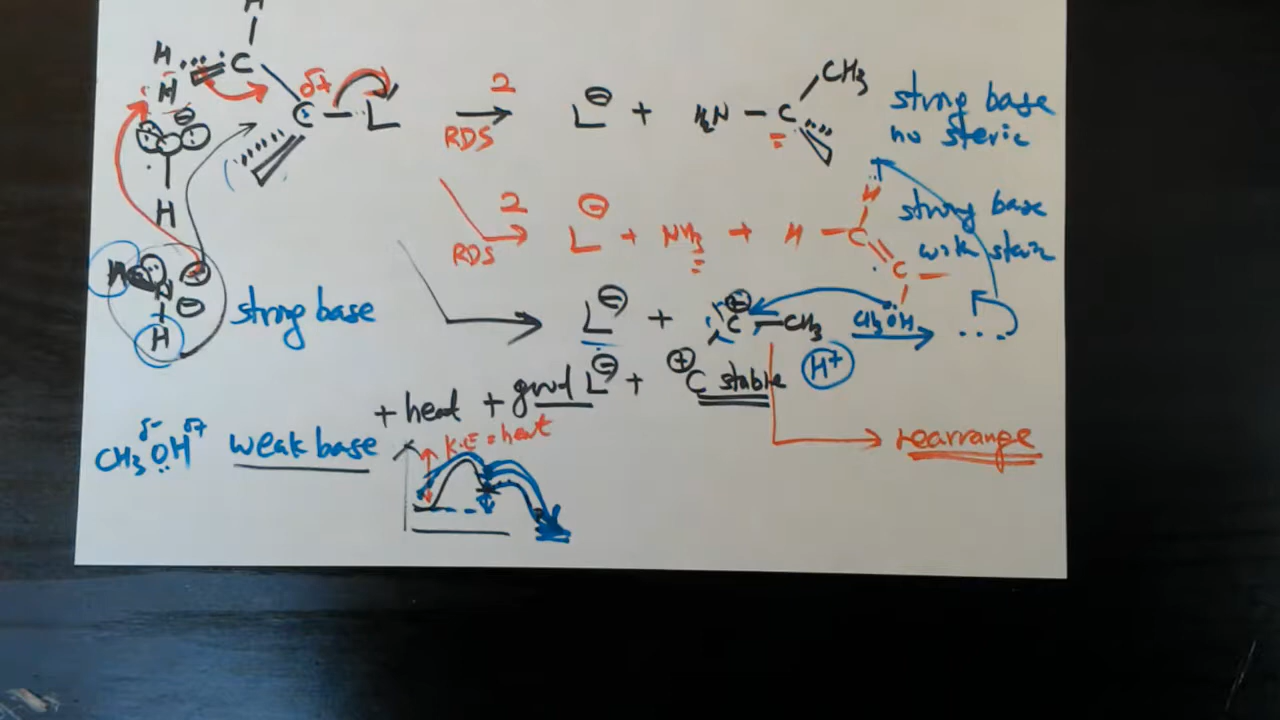 H
H C
H δ+ C L
2
RDS
L⊖ + H₂N C CH₃
strong base
no steric
H
2
RDS
L⊖ + NH₃ + H C C H
strong base
with steric
H N ⊖
H
strong base
L⊖ + C CH₃ CH₃ÖH ...
H⁺
+ heat + good L⊖ + ⊕C stable
rearrange
K.E = heat
δ- δ+
CH₃OH weak base